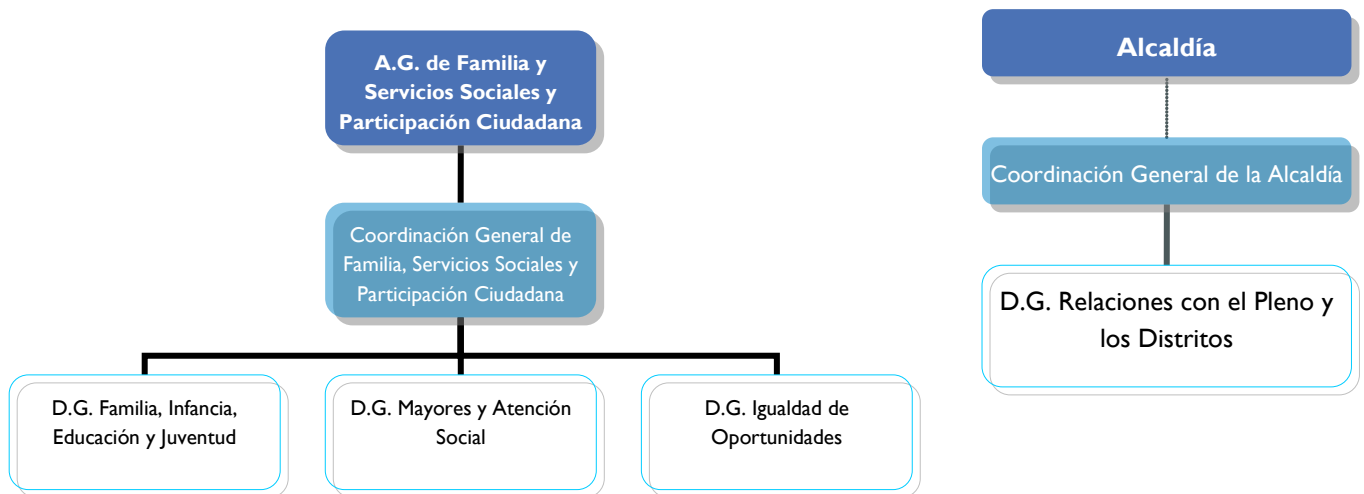 A.G. de Familia y
Servicios Sociales y
Participación Ciudadana
Coordinación General de
Familia, Servicios Sociales y
Participación Ciudadana
D.G. Familia, Infancia,
Educación y Juventud
D.G. Mayores y Atención
Social
D.G. Igualdad de
Oportunidades
Alcaldía
Coordinación General de la Alcaldía
D.G. Relaciones con el Pleno y
los Distritos